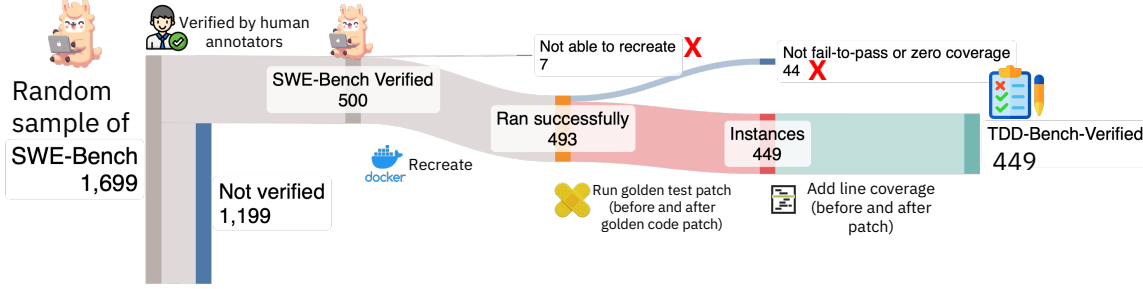 Random
sample of
SWE-Bench
1,699
Verified by human
annotators
SWE-Bench Verified
500
Not verified
1,199
docker
Recreate
Not able to recreate X
7
Ran successfully
493
Run golden test patch
(before and after
golden code patch)
Not fail-to-pass or zero coverage
44 X
Instances
449
Add line coverage
(before and after
patch)
TDD-Bench-Verified
449